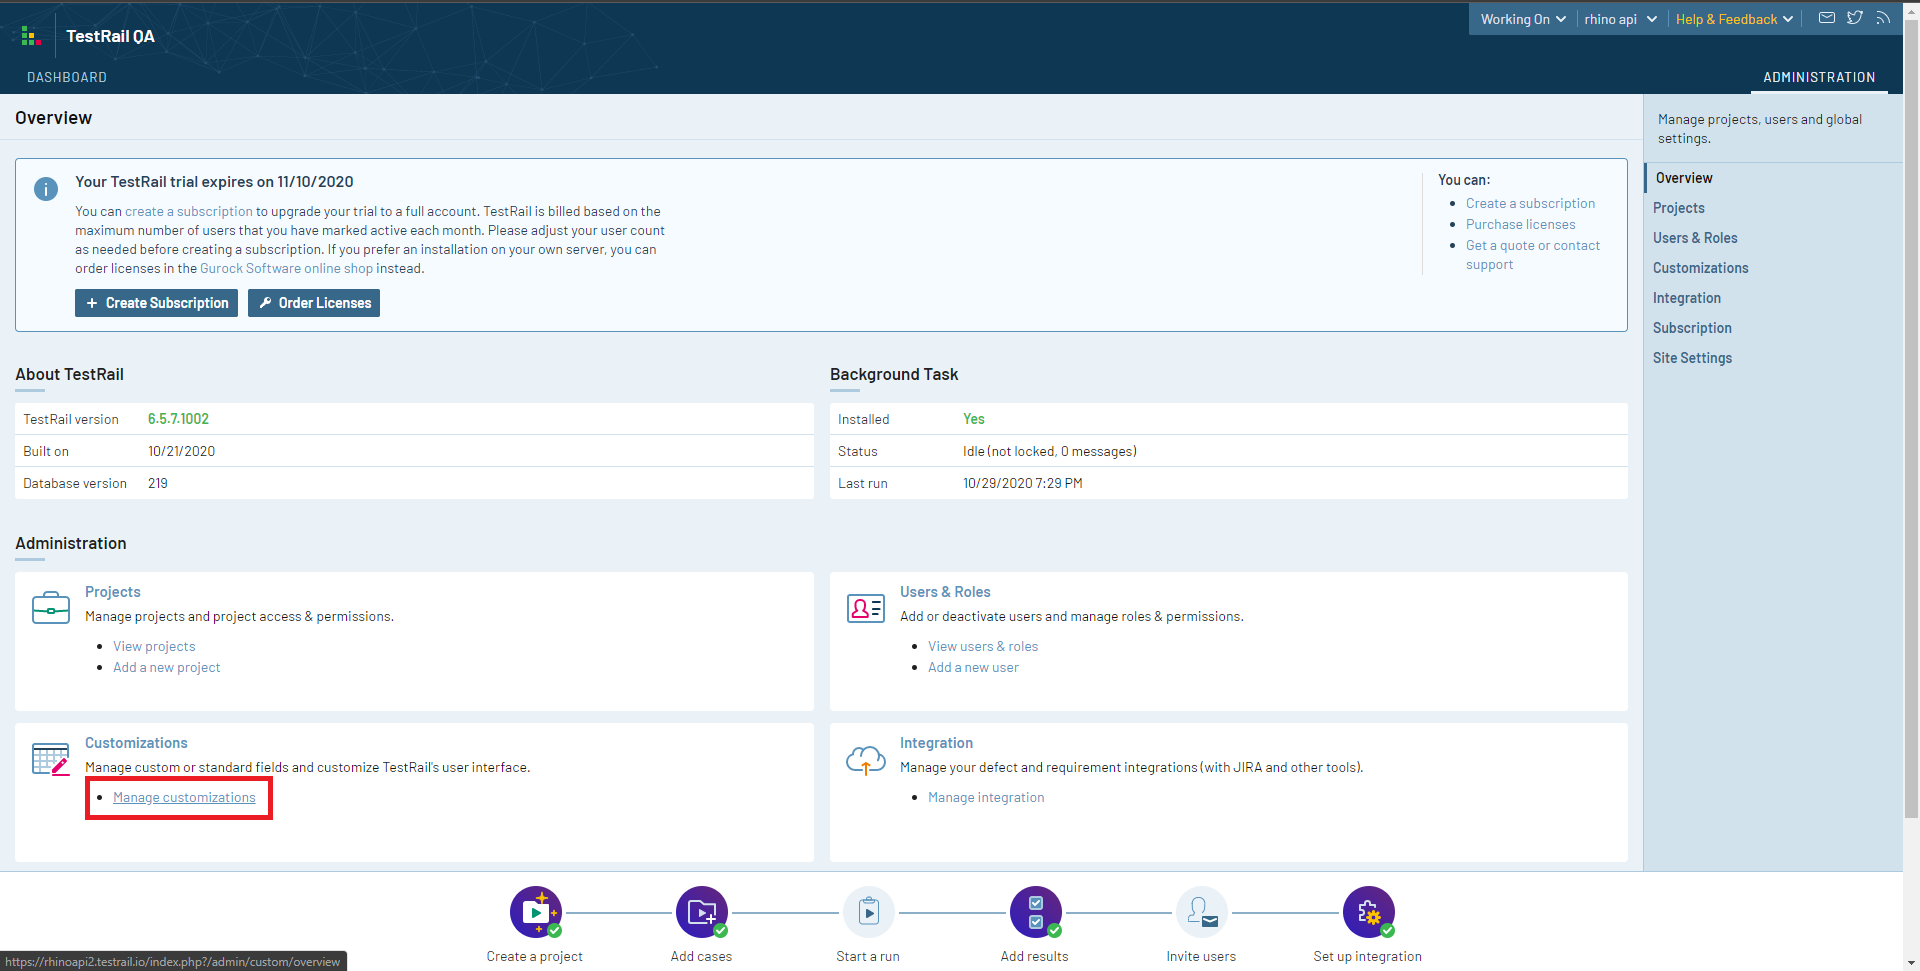 TestRail QA
Working On
rhino api
Help & Feedback
DASHBOARD
ADMINISTRATION
Overview
Your TestRail trial expires on 11/10/2020
You can create a subscription to upgrade your trial to a full account. TestRail is billed based on the
maximum number of users that you have marked active each month. Please adjust your user count
as needed before creating a subscription. If you prefer an installation on your own server, you can
order licenses in the Gurock Software online shop instead.
+ Create Subscription
Order Licenses
You can:
Create a subscription
Purchase licenses
Get a quote or contact
support
Manage projects, users and global
settings.
Overview
Projects
Users & Roles
Customizations
Integration
Subscription
Site Settings
About TestRail
TestRail version 6.5.7.1002
Built on 10/21/2020
Database version 219
Background Task
Installed Yes
Status Idle (not locked, 0 messages)
Last run 10/29/2020 7:29 PM
Administration
Projects
Manage projects and project access & permissions.
View projects
Add a new project
Users & Roles
Add or deactivate users and manage roles & permissions.
View users & roles
Add a new user
Customizations
Manage custom or standard fields and customize TestRail's user interface.
Manage customizations
Integration
Manage your defect and requirement integrations (with JIRA and other tools).
Manage integration
Create a project
Add cases
Start a run
Add results
Invite users
Set up integration
https://rhinoapi2.testrail.io/index.php?/admin/custom/overview